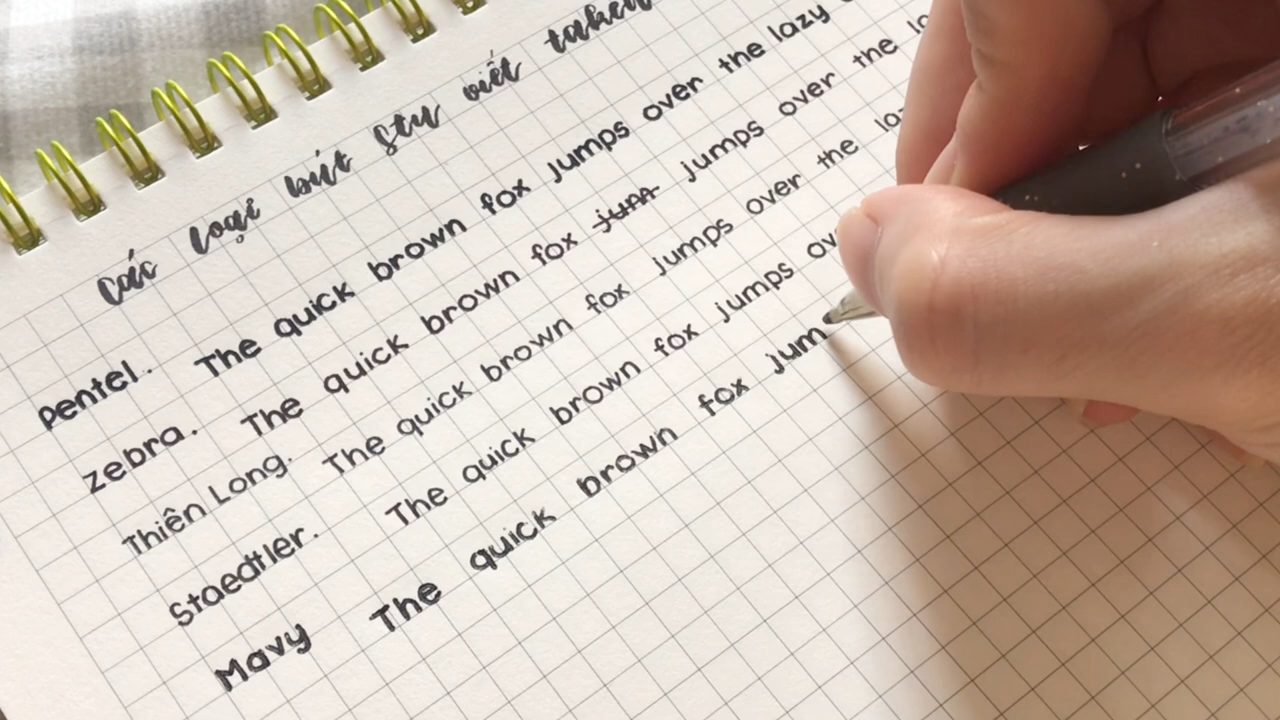 Các loại bút Stu viết taken
Pentel. The quick brown fox jumps over the lazy
zebra. The quick brown fox jumps over the
Thiên Long. The quick brown fox jumps over the
Staedtler. The quick brown fox jumps
Mavy The quick brown fox jum